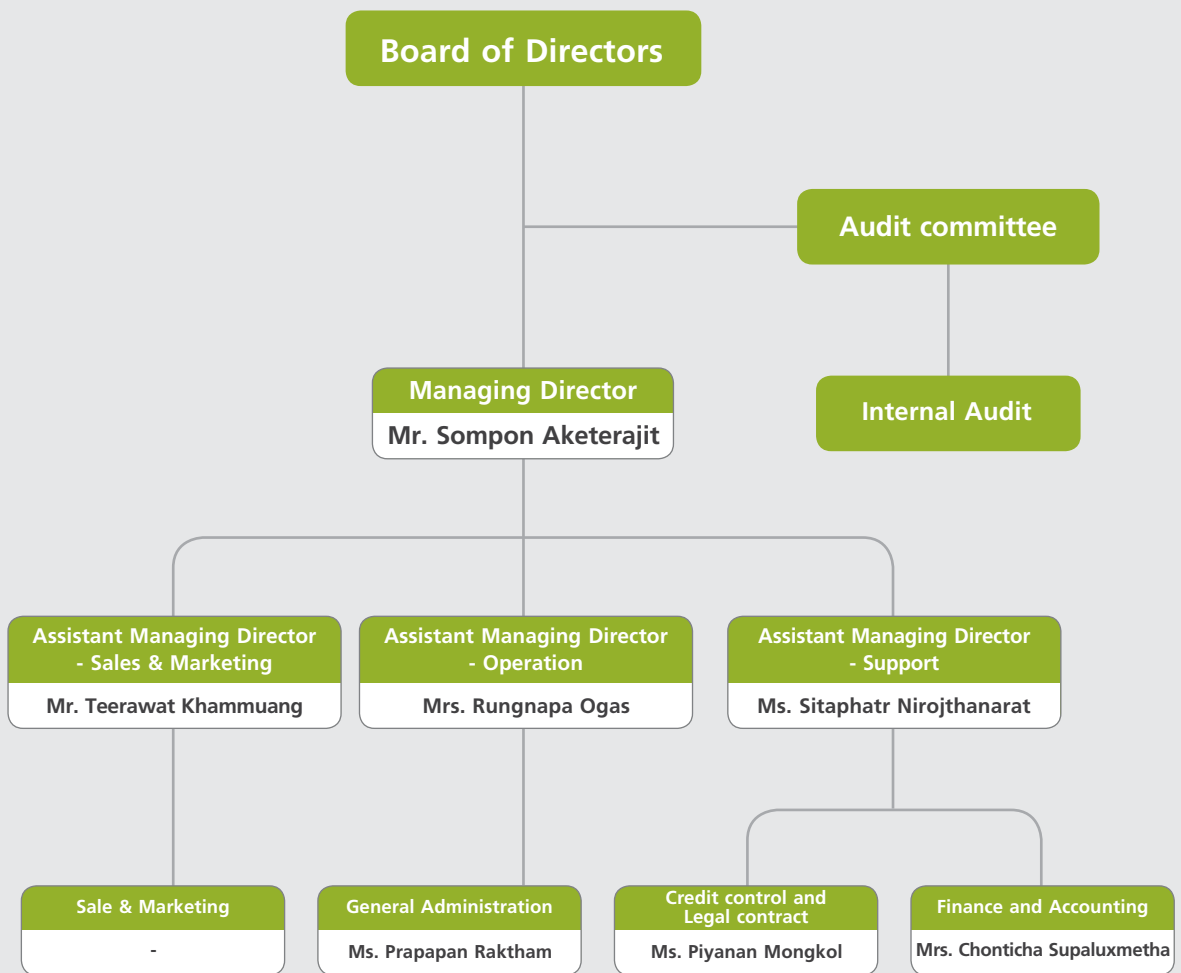 Board of Directors
Audit committee
Internal Audit
Managing Director
Mr. Sompon Aketerajit
Assistant Managing Director
- Sales & Marketing
Mr. Teerawat Khammuang
Assistant Managing Director
- Operation
Mrs. Rungnapa Ogas
Assistant Managing Director
- Support
Ms. Sitaphatr Nirojthanarat
Sale & Marketing
-
General Administration
Ms. Prapapan Raktham
Credit control and
Legal contract
Ms. Piyanan Mongkol
Finance and Accounting
Mrs. Chonticha Supaluxmetha